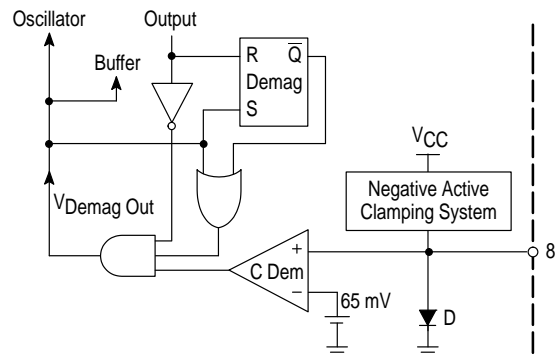 Oscillator
Output
Buffer
R Q̅
Demag
S
VCC
Negative Active
Clamping System
VDemag Out
8
+
C Dem
–
65 mV
D